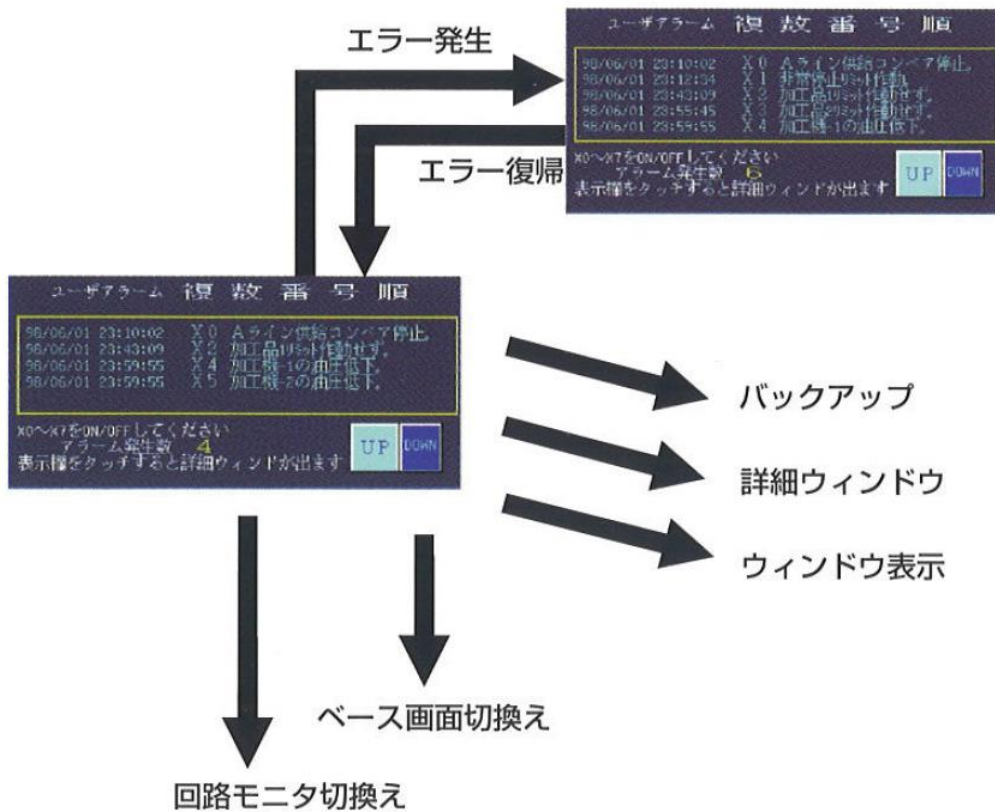 エラー発生
ユーザアラーム 複数番号順
98/06/01 23:10:02 X0 Aライン供給コンベア停止。
98/06/01 23:12:34 X1 非常停止リミット作動。
98/06/01 23:43:09 X2 加工品1リミット作動せず。
98/06/01 23:55:45 X3 加工品2リミット作動せず。
98/06/01 23:59:55 X4 加工機-1の油圧低下。
X0〜X7をON/OFFしてください
アラーム発生数 6
表示欄をタッチすると詳細ウィンドが出ます
UP DOWN
エラー復帰
ユーザアラーム 複数番号順
98/06/01 23:10:02 X0 Aライン供給コンベア停止。
98/06/01 23:43:09 X2 加工品1リミット作動せず。
98/06/01 23:59:55 X4 加工機-1の油圧低下。
98/06/01 23:59:55 X5 加工機-2の油圧低下。
X0〜X7をON/OFFしてください
アラーム発生数 4
表示欄をタッチすると詳細ウィンドが出ます
UP DOWN
バックアップ
詳細ウィンドウ
ウィンドウ表示
ベース画面切換え
回路モニタ切換え